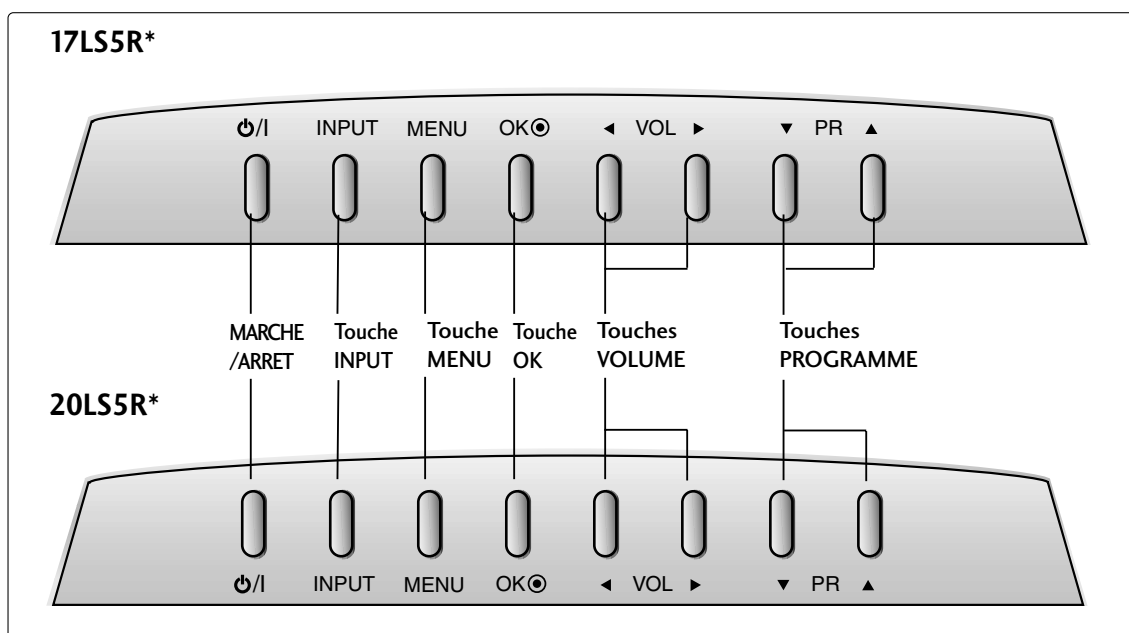 17LS5R*
⏻/I INPUT MENU OK⦿ ◄ VOL ► ▼ PR ▲
MARCHE
/ARRET
Touche
INPUT
Touche
MENU
Touche
OK
Touches
VOLUME
Touches
PROGRAMME
20LS5R*
⏻/I INPUT MENU OK⦿ ◄ VOL ► ▼ PR ▲